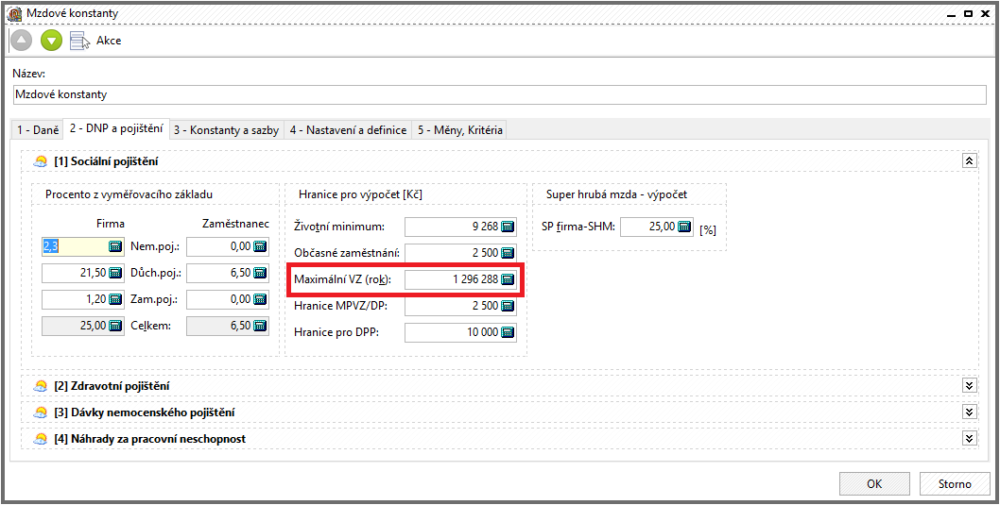 Mzdové konstanty
Akce
Název:
Mzdové konstanty
1 - Daně 2 - DNP a pojištění 3 - Konstanty a sazby 4 - Nastavení a definice 5 - Měny, Kritéria
[1] Sociální pojištění
Procento z vyměřovacího základu
Firma Zaměstnanec
2,3 Nem.poj.: 0,00
21,50 Důch.poj.: 6,50
1,20 Zam.poj.: 0,00
25,00 Celkem: 6,50
Hranice pro výpočet [Kč]
Životní minimum: 9 268
Občasné zaměstnání: 2 500
Maximální VZ (rok): 1 296 288
Hranice MPVZ/DP: 2 500
Hranice pro DPP: 10 000
Super hrubá mzda - výpočet
SP firma-SHM: 25,00 [%]
[2] Zdravotní pojištění
[3] Dávky nemocenského pojištění
[4] Náhrady za pracovní neschopnost
OK Storno